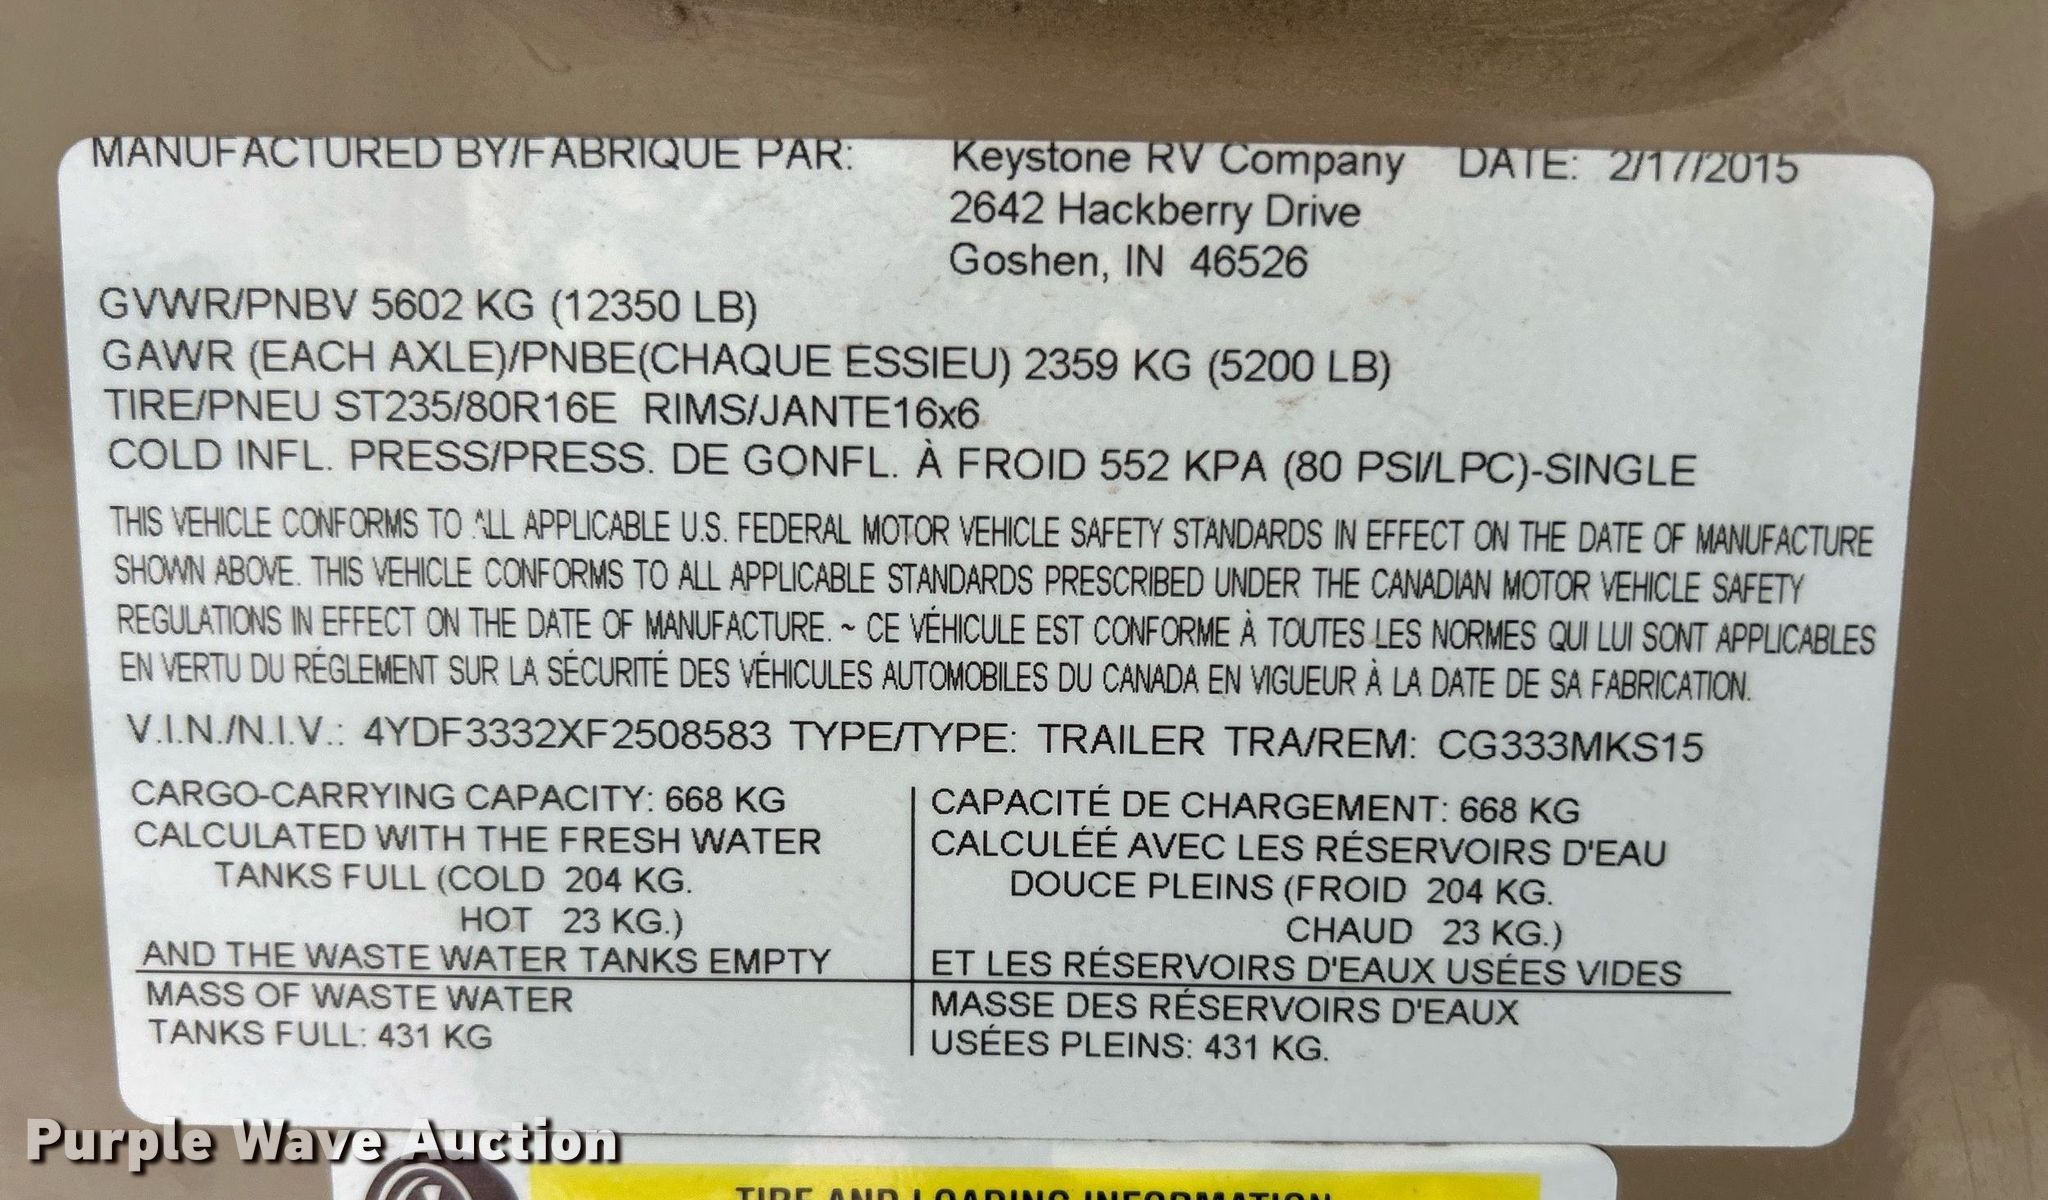 MANUFACTURED BY/FABRIQUE PAR: Keystone RV Company DATE: 2/17/2015
2642 Hackberry Drive
Goshen, IN 46526
GVWR/PNBV 5602 KG (12350 LB)
GAWR (EACH AXLE)/PNBE(CHAQUE ESSIEU) 2359 KG (5200 LB)
TIRE/PNEU ST235/80R16E RIMS/JANTE16x6
COLD INFL. PRESS/PRESS. DE GONFL. À FROID 552 KPA (80 PSI/LPC)-SINGLE
THIS VEHICLE CONFORMS TO ALL APPLICABLE U.S. FEDERAL MOTOR VEHICLE SAFETY STANDARDS IN EFFECT ON THE DATE OF MANUFACTURE
SHOWN ABOVE. THIS VEHICLE CONFORMS TO ALL APPLICABLE STANDARDS PRESCRIBED UNDER THE CANADIAN MOTOR VEHICLE SAFETY
REGULATIONS IN EFFECT ON THE DATE OF MANUFACTURE. ~ CE VÉHICULE EST CONFORME À TOUTES LES NORMES QUI LUI SONT APPLICABLES
EN VERTU DU RÉGLEMENT SUR LA SÉCURITÉ DES VÉHICULES AUTOMOBILES DU CANADA EN VIGUEUR À LA DATE DE SA FABRICATION.
V.I.N./N.I.V.: 4YDF3332XF2508583 TYPE/TYPE: TRAILER TRA/REM: CG333MKS15
CARGO-CARRYING CAPACITY: 668 KG
CALCULATED WITH THE FRESH WATER
TANKS FULL (COLD 204 KG.
HOT 23 KG.)
AND THE WASTE WATER TANKS EMPTY
MASS OF WASTE WATER
TANKS FULL: 431 KG
CAPACITÉ DE CHARGEMENT: 668 KG
CALCULÉÉ AVEC LES RÉSERVOIRS D'EAU
DOUCE PLEINS (FROID 204 KG.
CHAUD 23 KG.)
ET LES RÉSERVOIRS D'EAUX USÉES VIDES
MASSE DES RÉSERVOIRS D'EAUX
USÉES PLEINS: 431 KG.
Purple Wave Auction
TIRE AND LOADING INFORMATION